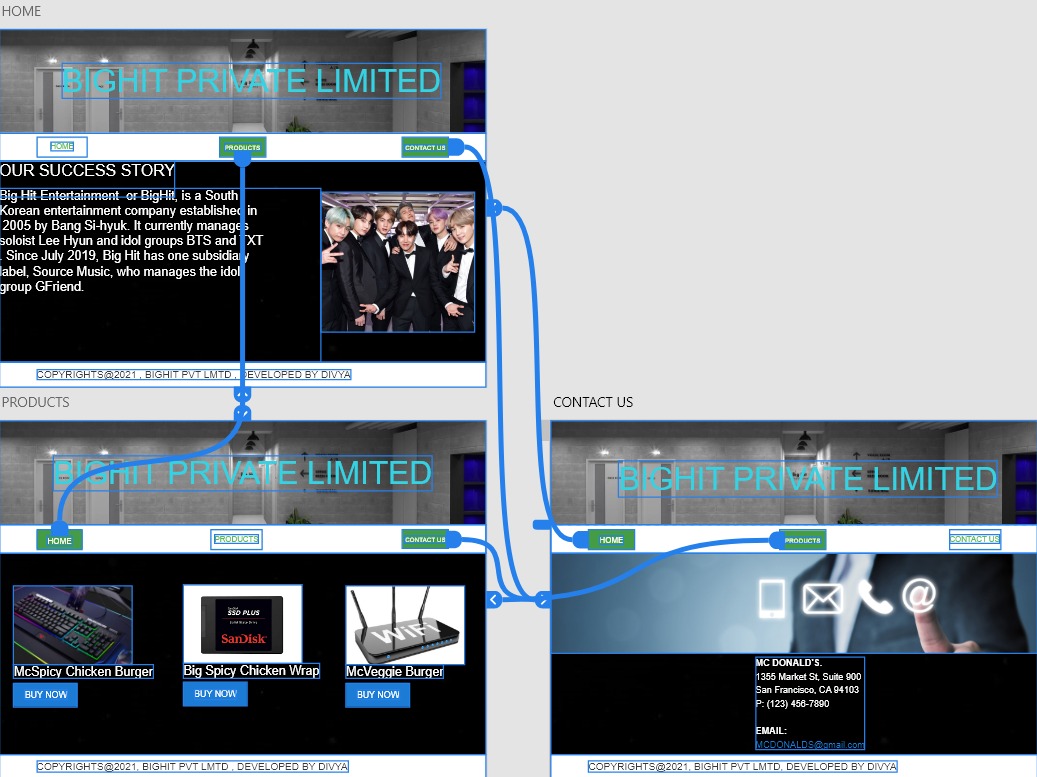 HOME
BIGHIT PRIVATE LIMITED
HOME
PRODUCTS
CONTACT US
OUR SUCCESS STORY
Big Hit Entertainment  or BigHit, is a South
Korean entertainment company established in
2005 by Bang Si-hyuk. It currently manages
soloist Lee Hyun and idol groups BTS and TXT
. Since July 2019, Big Hit has one subsidiary
label, Source Music, who manages the idol
group GFriend.
COPYRIGHTS@2021 , BIGHIT PVT LMTD , DEVELOPED BY DIVYA
PRODUCTS
BIGHIT PRIVATE LIMITED
HOME
PRODUCTS
CONTACT US
SSD PLUS
SanDisk
WIFI
McSpicy Chicken Burger
Big Spicy Chicken Wrap
McVeggie Burger
BUY NOW
BUY NOW
BUY NOW
COPYRIGHTS@2021, BIGHIT PVT LMTD , DEVELOPED BY DIVYA
CONTACT US
BIGHIT PRIVATE LIMITED
HOME
PRODUCTS
CONTACT US
@
MC DONALD'S.
1355 Market St, Suite 900
San Francisco, CA 94103
P: (123) 456-7890
EMAIL:
MCDONALDS@gmail.com
COPYRIGHTS@2021, BIGHIT PVT LMTD, DEVELOPED BY DIVYA